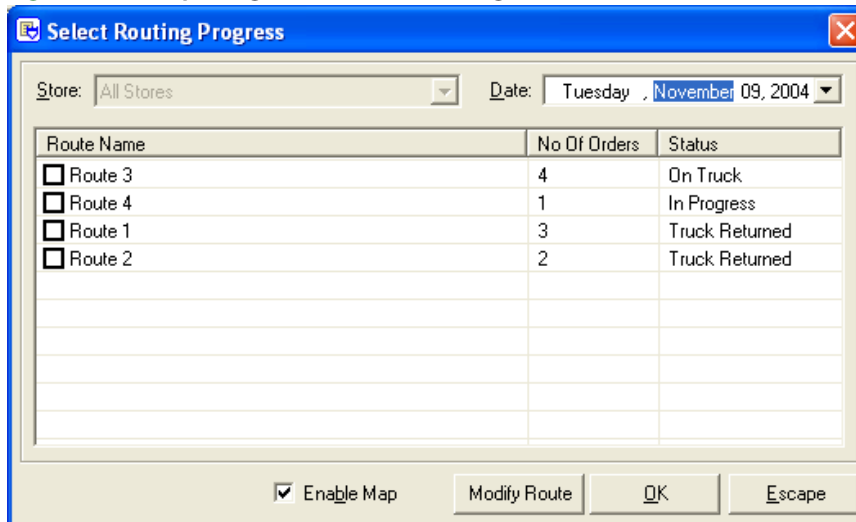 Select Routing Progress
Store: All Stores Date: Tuesday , November 09, 2004
Route Name No Of Orders Status
Route 3 4 On Truck
Route 4 1 In Progress
Route 1 3 Truck Returned
Route 2 2 Truck Returned
Enable Map Modify Route OK Escape